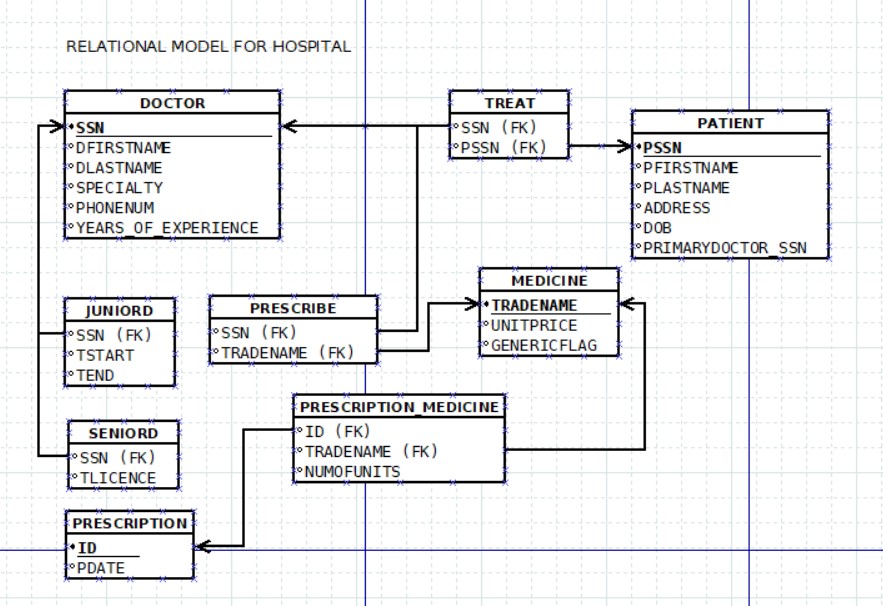 RELATIONAL MODEL FOR HOSPITAL
DOCTOR
SSN
DFIRSTNAME
DLASTNAME
SPECIALTY
PHONENUM
YEARS_OF_EXPERIENCE
TREAT
SSN (FK)
PSSN (FK)
PATIENT
PSSN
PFIRSTNAME
PLASTNAME
ADDRESS
DOB
PRIMARYDOCTOR_SSN
JUNIORD
SSN (FK)
TSTART
TEND
PRESCRIBE
SSN (FK)
TRADENAME (FK)
MEDICINE
TRADENAME
UNITPRICE
GENERICFLAG
SENIORD
SSN (FK)
TLICENCE
PRESCRIPTION_MEDICINE
ID (FK)
TRADENAME (FK)
NUMOFUNITS
PRESCRIPTION
ID
PDATE